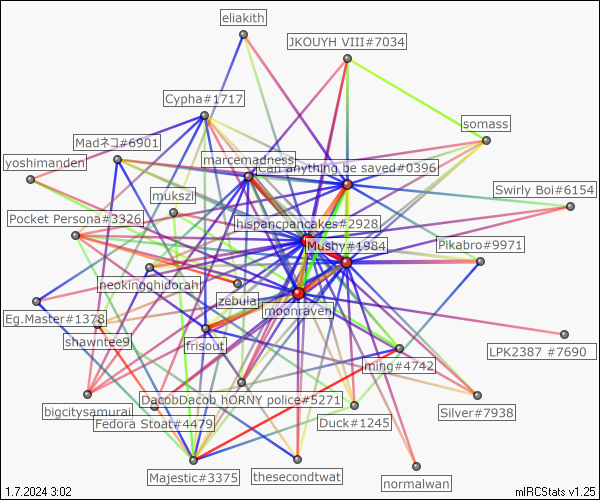 eliakith
JKOUYH VIII#7034
Cypha#1717
somass
Madネコ#6901
marcemadness
yoshimanden
can anything be saved#0396
mukszi
Swirly Boi#6154
Pocket Persona#3326
hispanicpancakes#2928
Mushy#1984
Pikabro#9971
neokingghidorah
zebula
moonraven
Eg.Master#1378
shawntee9
frisout
LPK2387 #7690
ming#4742
DacobDacob hORNY police#5271
bigcitysamurai
Fedora Stoat#4479
Duck#1245
Silver#7938
Majestic#3375
thesecondtwat
normalwan
1.7.2024 3:02
mIRCStats v1.25